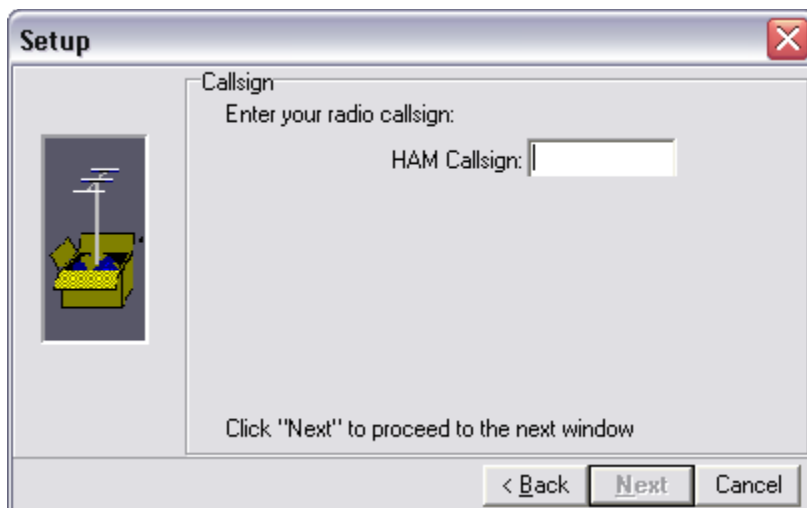 Setup
Callsign
Enter your radio callsign:
HAM Callsign:
Click "Next" to proceed to the next window
< Back Next Cancel